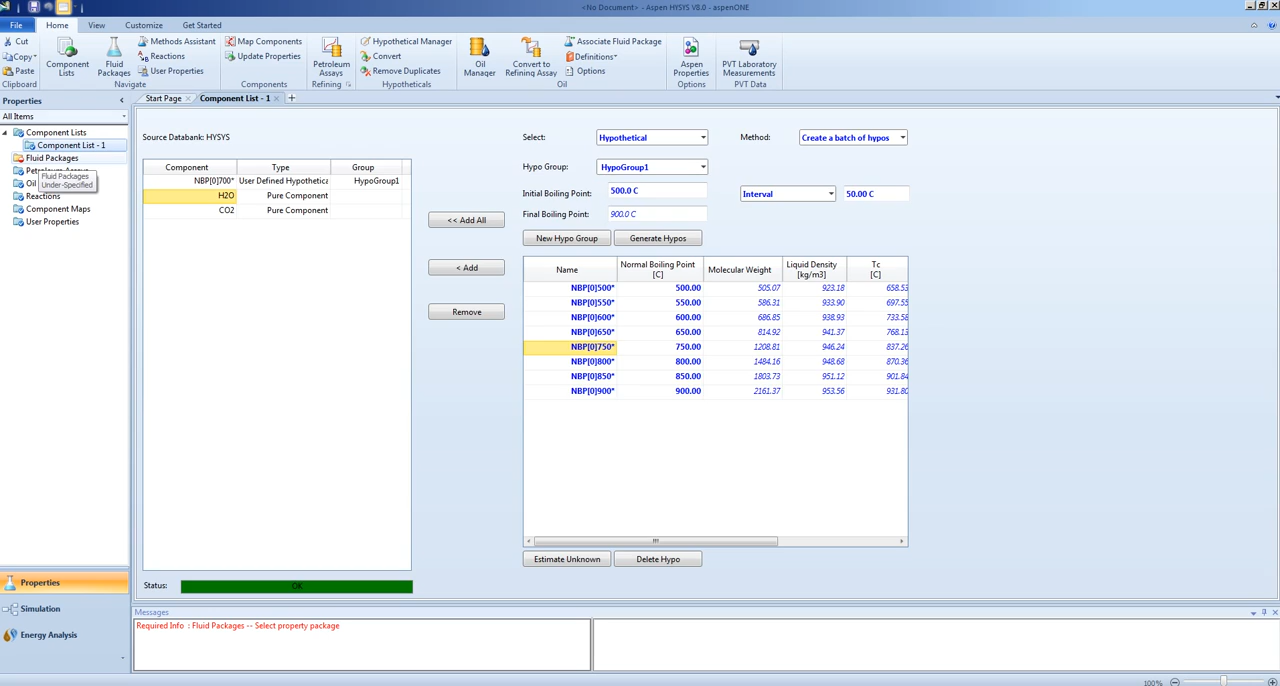 <No Document> - Aspen HYSYS V8.0 - aspenONE
File Home View Customize Get Started
Cut
Copy
Paste
Clipboard
Component Lists
Fluid Packages
Methods Assistant
Reactions
User Properties
Navigate
Map Components
Update Properties
Components
Petroleum Assays
Refining
Hypothetical Manager
Convert
Remove Duplicates
Hypotheticals
Oil Manager
Convert to Refining Assay
Associate Fluid Package
Definitions
Options
Oil
Aspen Properties
Options
PVT Laboratory Measurements
PVT Data
Properties
All Items
Component Lists
Component List - 1
Fluid Packages
Fluid Packages
Under-Specified
Oil
Reactions
Component Maps
User Properties
Properties
Simulation
Energy Analysis
Start Page Component List - 1
Source Databank: HYSYS
Component Type Group
NBP[0]700* User Defined Hypothetica HypoGroup1
H2O Pure Component
CO2 Pure Component
Status: OK
<< Add All
< Add
Remove
Select: Hypothetical Method: Create a batch of hypos
Hypo Group: HypoGroup1
Initial Boiling Point: 500.0 C Interval 50.00 C
Final Boiling Point: 900.0 C
New Hypo Group Generate Hypos
Name Normal Boiling Point [C] Molecular Weight Liquid Density [kg/m3] Tc [C]
NBP[0]500* 500.00 505.07 923.18 658.53
NBP[0]550* 550.00 586.31 933.90 697.55
NBP[0]600* 600.00 686.85 938.93 733.58
NBP[0]650* 650.00 814.92 941.37 768.13
NBP[0]750* 750.00 1208.81 946.24 837.26
NBP[0]800* 800.00 1484.16 948.68 870.36
NBP[0]850* 850.00 1803.73 951.12 901.84
NBP[0]900* 900.00 2161.37 953.56 931.80
Estimate Unknown Delete Hypo
Messages
Required Info : Fluid Packages -- Select property package
100%